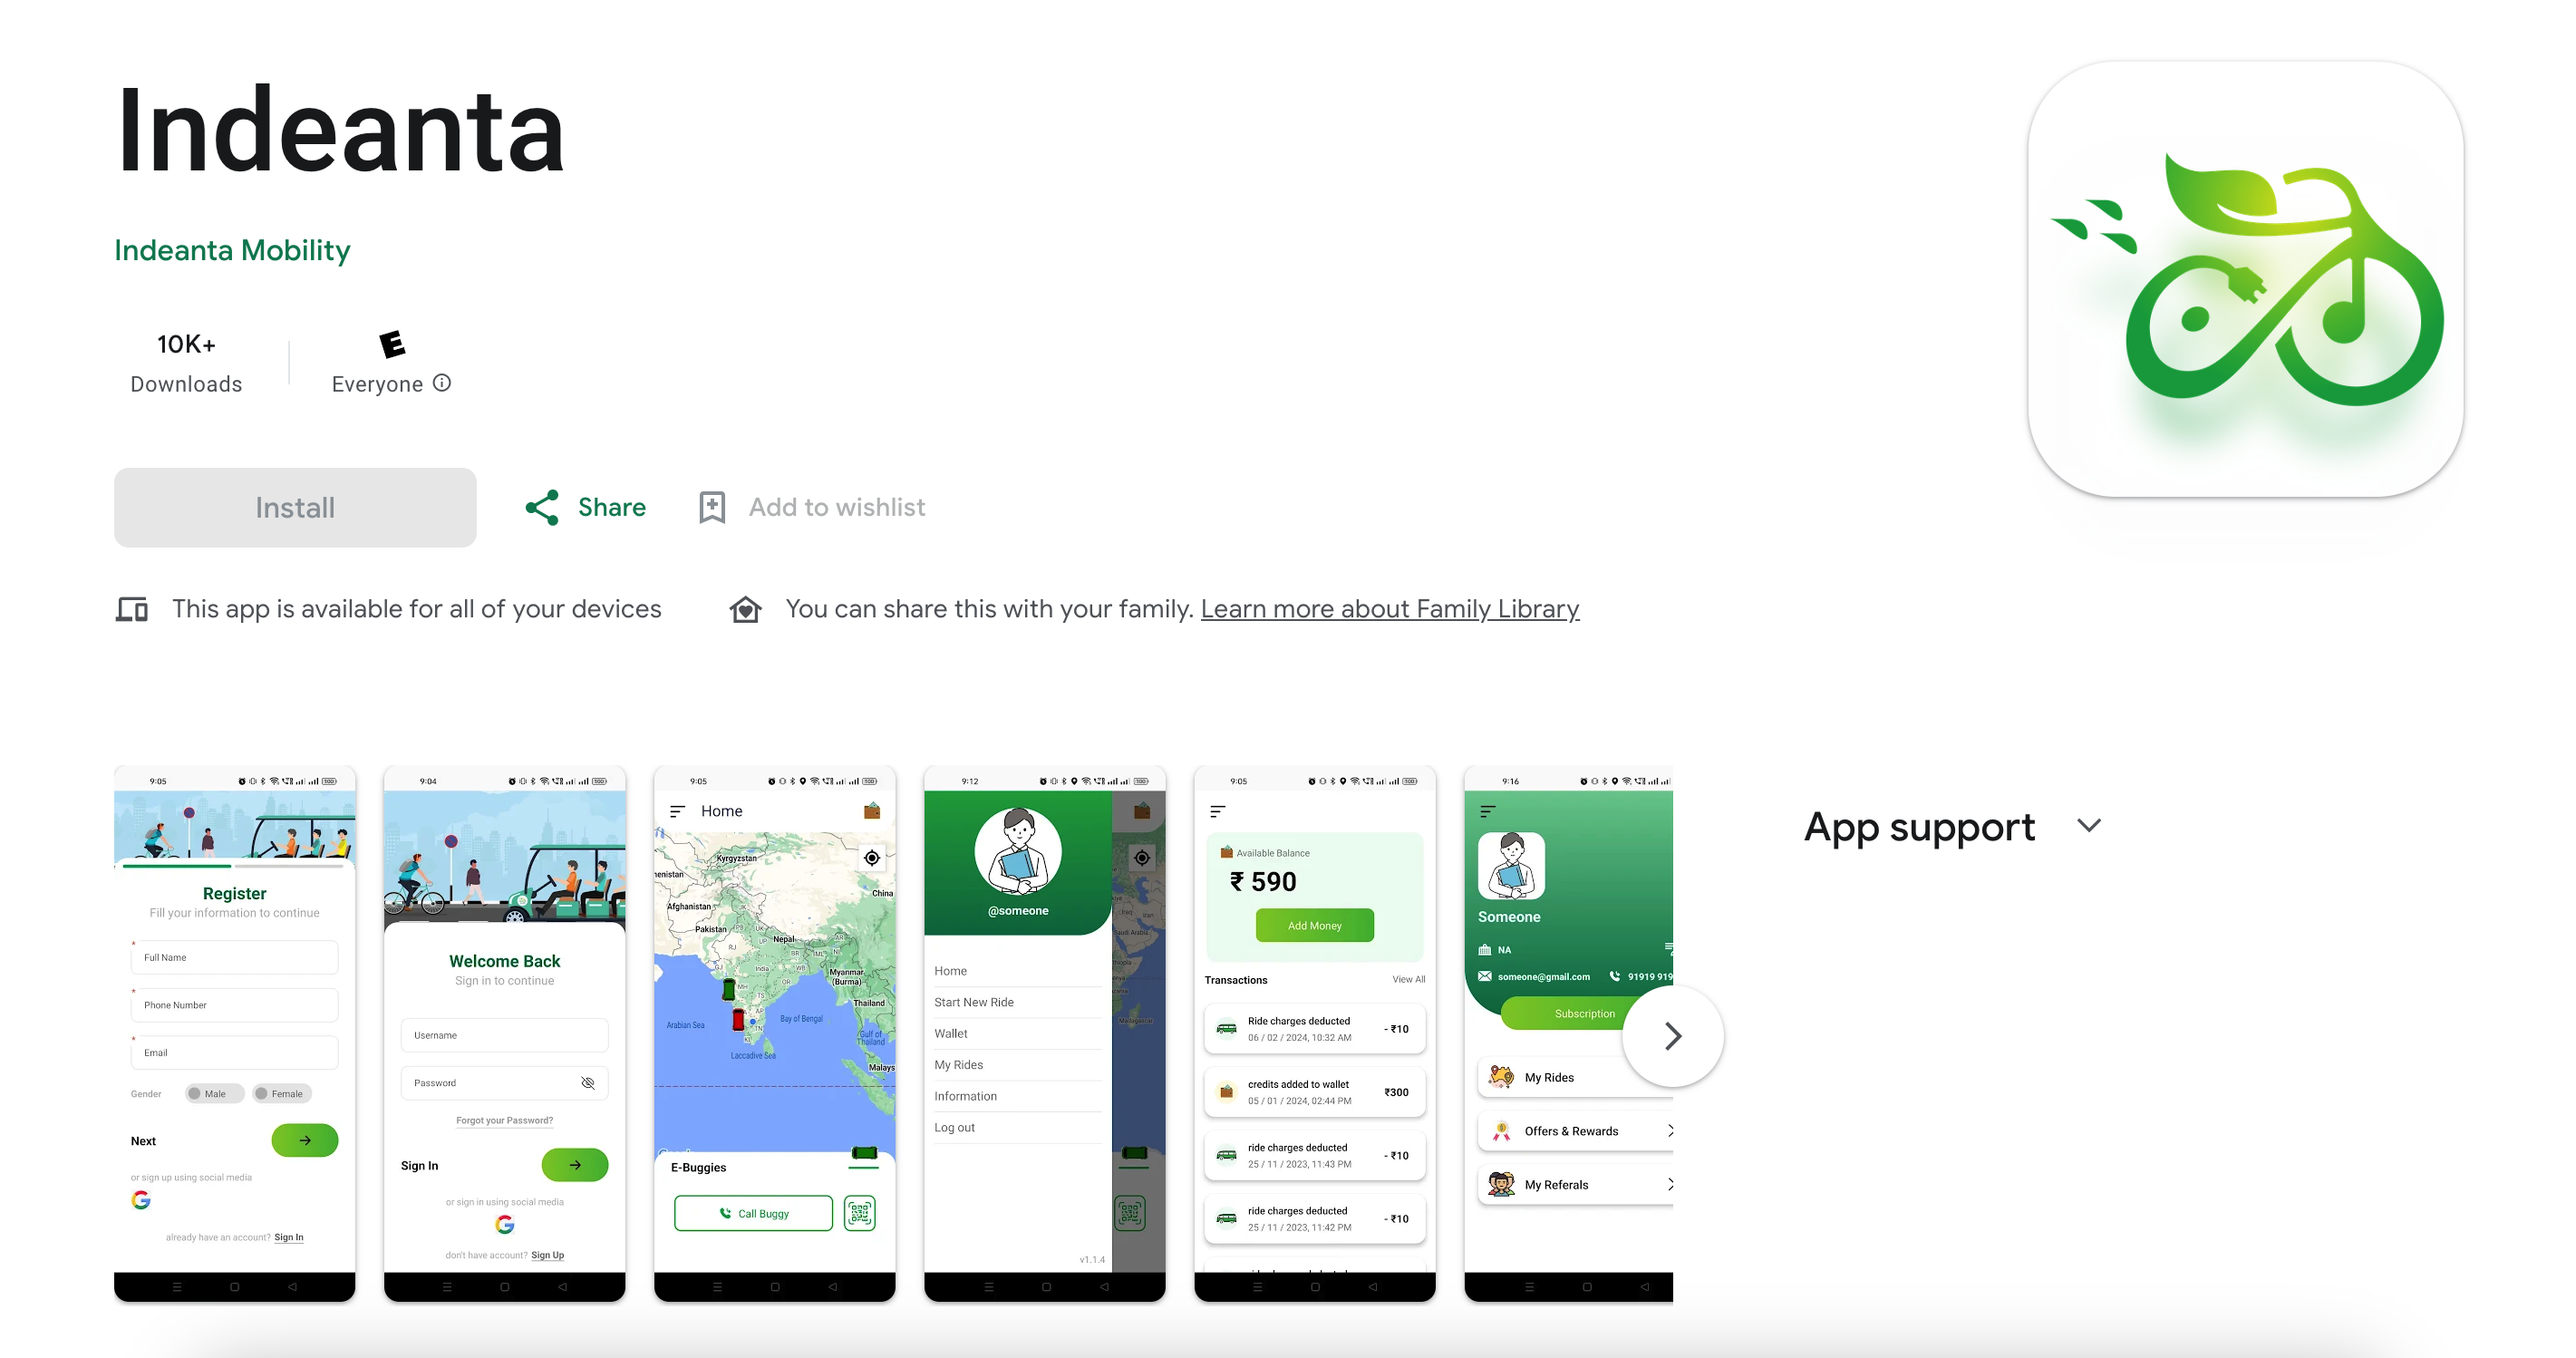 Indeanta
Indeanta Mobility
10K+
Downloads
E
Everyone
Install
Share
Add to wishlist
This app is available for all of your devices
You can share this with your family. Learn more about Family Library
9:05
Register
Fill your information to continue
* Full Name
* Phone Number
* Email
Gender Male Female
Next
or sign up using social media
G
already have an account? Sign In
9:04
Welcome Back
Sign in to continue
Username
Password
Forgot your Password?
Sign In
or sign in using social media
G
don't have account? Sign Up
9:05
Home
Kyrgyzstan
enistan
China
Afghanistan
Pakistan
Nepal
India
Myanmar
(Burma)
Thailand
Arabian Sea
Bay of Bengal
Gulf of
Thailand
Laccadive Sea
Malays
E-Buggies
Call Buggy
9:12
@someone
Home
Start New Ride
Wallet
My Rides
Information
Log out
v1.1.4
9:05
Available Balance
₹ 590
Add Money
Transactions View All
Ride charges deducted
06 / 02 / 2024, 10:32 AM
- ₹10
credits added to wallet
05 / 01 / 2024, 02:44 PM
₹300
ride charges deducted
25 / 11 / 2023, 11:43 PM
- ₹10
ride charges deducted
25 / 11 / 2023, 11:42 PM
- ₹10
9:16
Someone
NA
someone@gmail.com 91919 919
Subscription
My Rides
Offers & Rewards
My Referals
App support